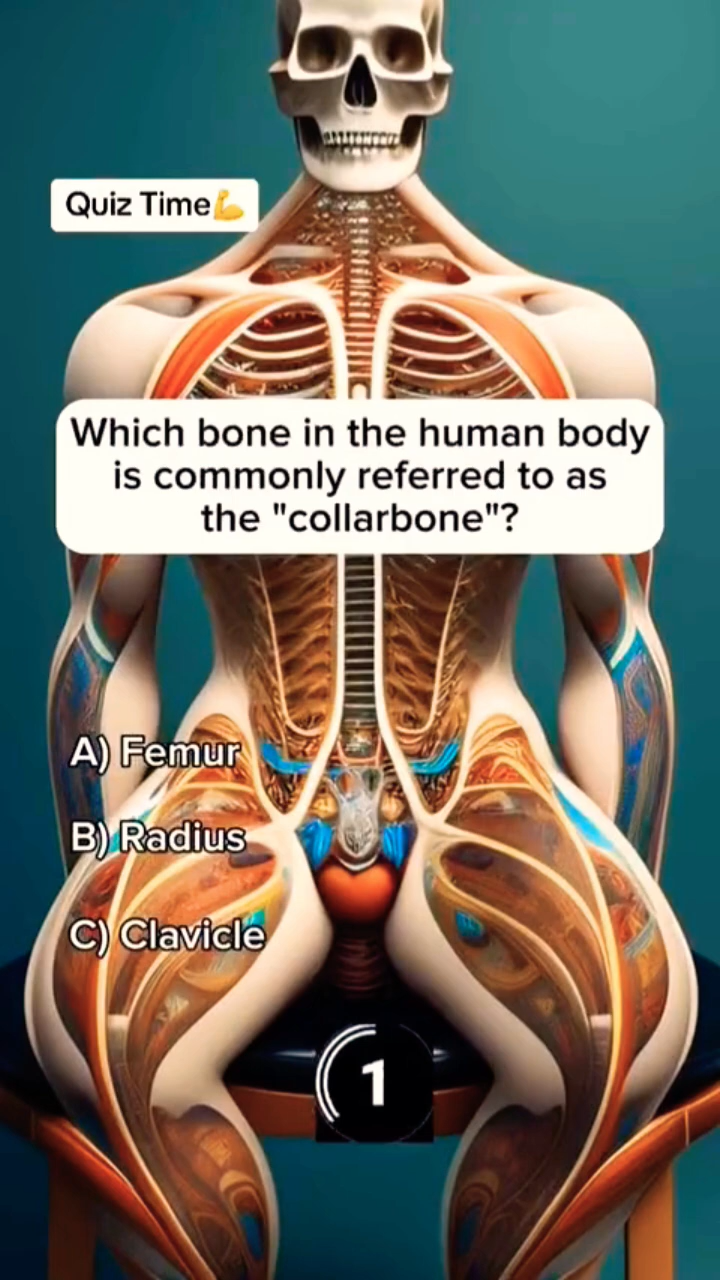 Quiz Time💪
Which bone in the human body
is commonly referred to as
the "collarbone"?
A) Femur
B) Radius
C) Clavicle
1